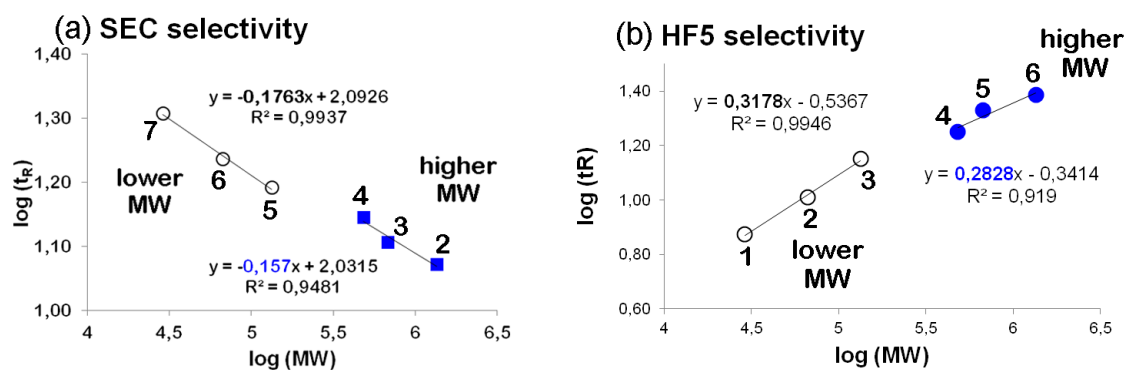 (a) SEC selectivity
log (tR)
1,40
1,30
1,20
1,10
1,00
y = -0,1763x + 2,0926
R² = 0,9937
7
6
5
lower
MW
higher
MW
4
3
2
y = -0,157x + 2,0315
R² = 0,9481
4
4,5
5
5,5
6
6,5
log (MW)
(b) HF5 selectivity
log (tR)
1,40
1,20
1,00
0,80
0,60
higher
MW
y = 0,3178x - 0,5367
R² = 0,9946
4
5
6
1
2
3
lower
MW
y = 0,2828x - 0,3414
R² = 0,919
4
4,5
5
5,5
6
6,5
log (MW)